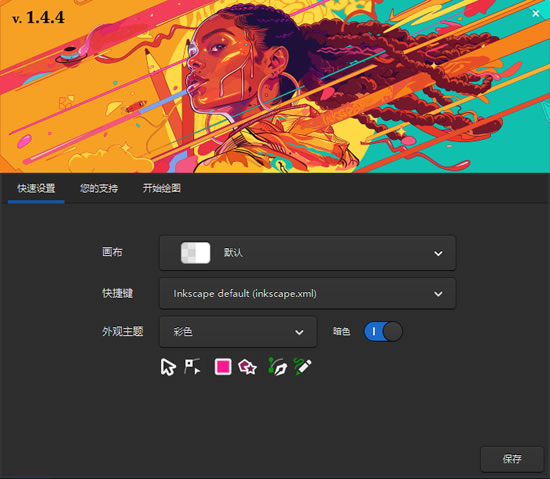 v. 1.4.4
快速设置 您的支持 开始绘图
画布 默认
快捷键 Inkscape default (inkscape.xml)
外观主题 彩色 暗色
保存